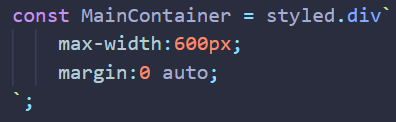 const MainContainer = styled.div`
    max-width:600px;
    margin:0 auto;
`;